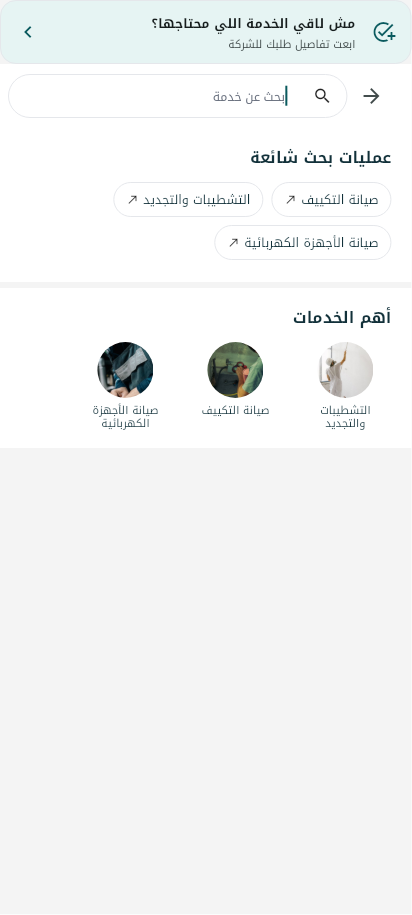 مش لاقي الخدمة اللي محتاجها؟
ابعت تفاصيل طلبك للشركة
بحث عن خدمة
عمليات بحث شائعة
صيانة التكييف
التشطيبات والتجديد
صيانة الأجهزة الكهربائية
أهم الخدمات
التشطيبات
والتجديد
صيانة التكييف
صيانة الأجهزة
الكهربائية